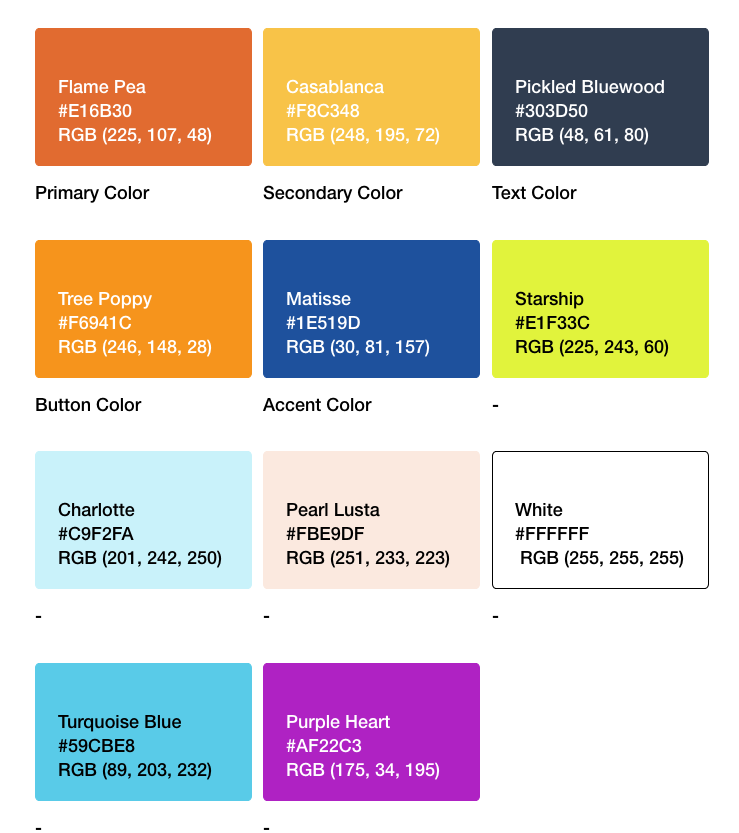 Flame Pea
#E16B30
RGB (225, 107, 48)
Primary Color
Casablanca
#F8C348
RGB (248, 195, 72)
Secondary Color
Pickled Bluewood
#303D50
RGB (48, 61, 80)
Text Color
Tree Poppy
#F6941C
RGB (246, 148, 28)
Button Color
Matisse
#1E519D
RGB (30, 81, 157)
Accent Color
Starship
#E1F33C
RGB (225, 243, 60)
-
Charlotte
#C9F2FA
RGB (201, 242, 250)
-
Pearl Lusta
#FBE9DF
RGB (251, 233, 223)
-
White
#FFFFFF
RGB (255, 255, 255)
-
Turquoise Blue
#59CBE8
RGB (89, 203, 232)
-
Purple Heart
#AF22C3
RGB (175, 34, 195)
-